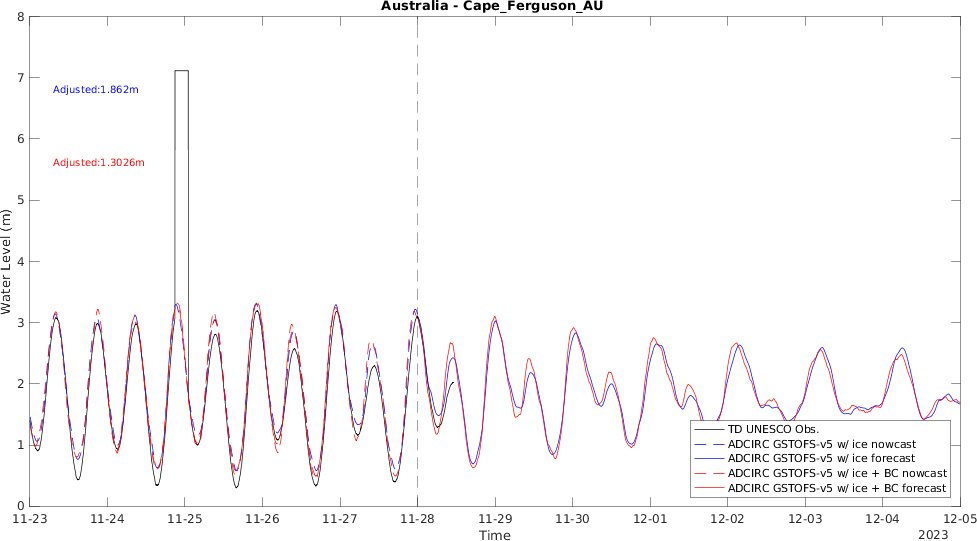 Australia - Cape_Ferguson_AU
Water Level (m)
8
7
6
5
4
3
2
1
0
Adjusted:1.862m
Adjusted:1.3026m
TD UNESCO Obs.
ADCIRC GSTOFS-v5 w/ ice nowcast
ADCIRC GSTOFS-v5 w/ ice forecast
ADCIRC GSTOFS-v5 w/ ice + BC nowcast
ADCIRC GSTOFS-v5 w/ ice + BC forecast
11-23 11-24 11-25 11-26 11-27 11-28 11-29 11-30 12-01 12-02 12-03 12-04 12-05
Time
2023